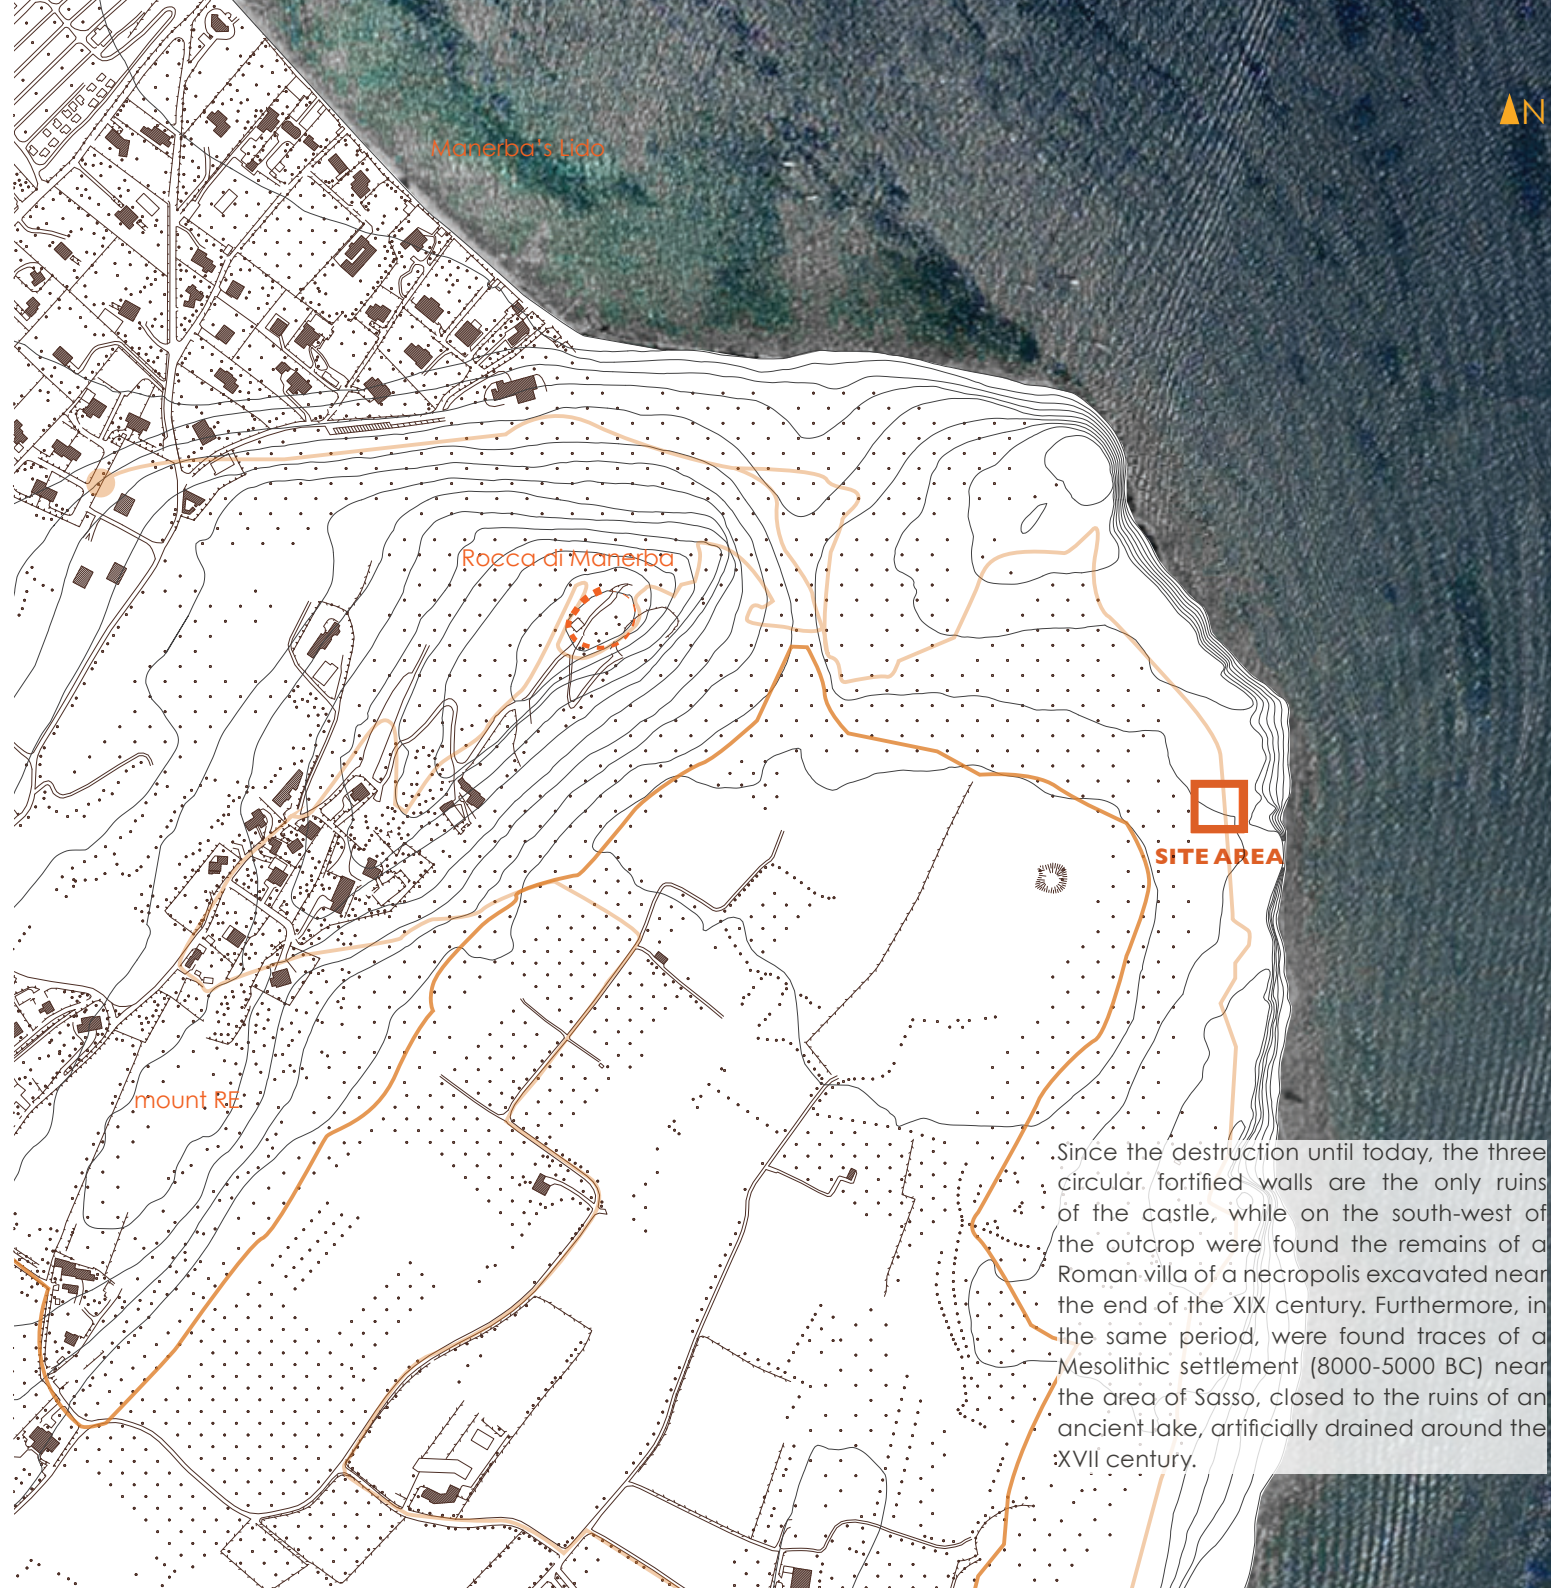 N
Manerba's Lido
Rocca di Manerba
SITE AREA
mount RE
Since the destruction until today, the three
circular fortified walls are the only ruins
of the castle, while on the south-west of
the outcrop were found the remains of a
Roman villa of a necropolis excavated near
the end of the XIX century. Furthermore, in
the same period, were found traces of a
Mesolithic settlement (8000-5000 BC) near
the area of Sasso, closed to the ruins of an
ancient lake, artificially drained around the
XVII century.